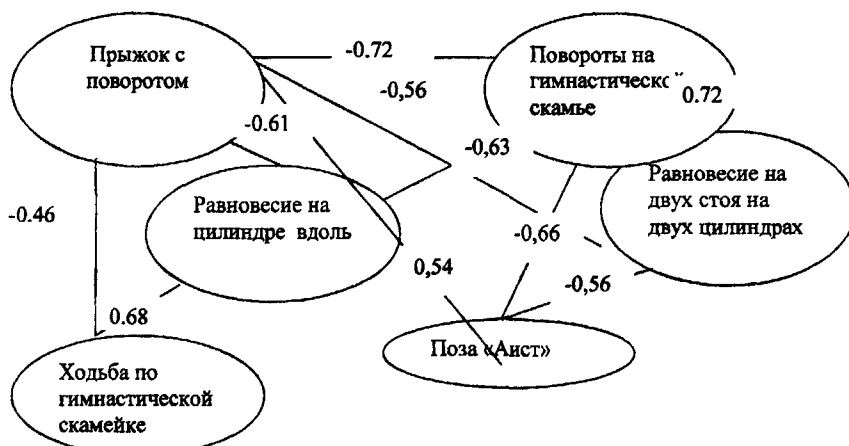 Прыжок с
поворотом
-0.72
Повороты на
гимнастической
скамье
0.72
-0,56
-0.61
-0,63
Равновесие на
двух стоя на
двух цилиндрах
Равновесие на
цилиндре вдоль
-0.46
-0,66
0,54
-0,56
0.68
Поза «Аист»
Ходьба по
гимнастической
скамейке